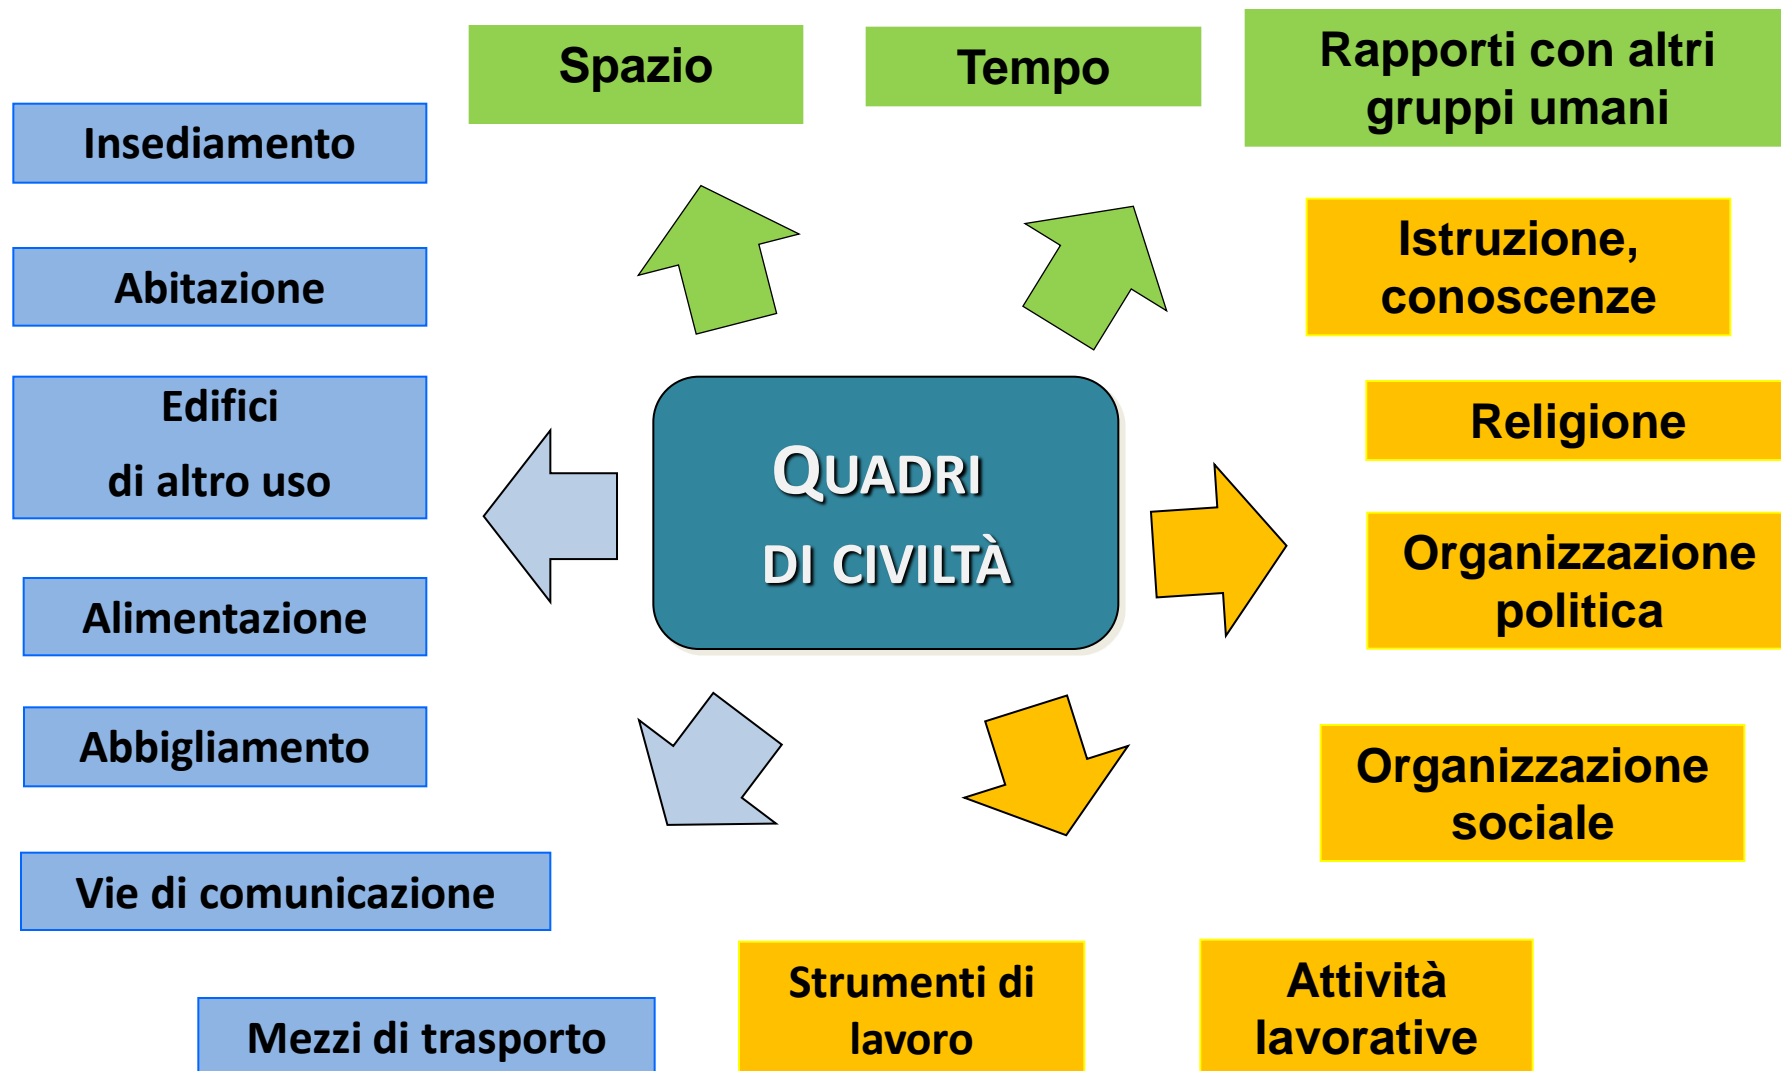 Spazio
Tempo
Rapporti con altri
gruppi umani
Insediamento
Abitazione
Edifici
di altro uso
Alimentazione
Abbigliamento
Vie di comunicazione
Mezzi di trasporto
QUADRI
DI CIVILTÀ
Istruzione,
conoscenze
Religione
Organizzazione
politica
Organizzazione
sociale
Strumenti di
lavoro
Attività
lavorative